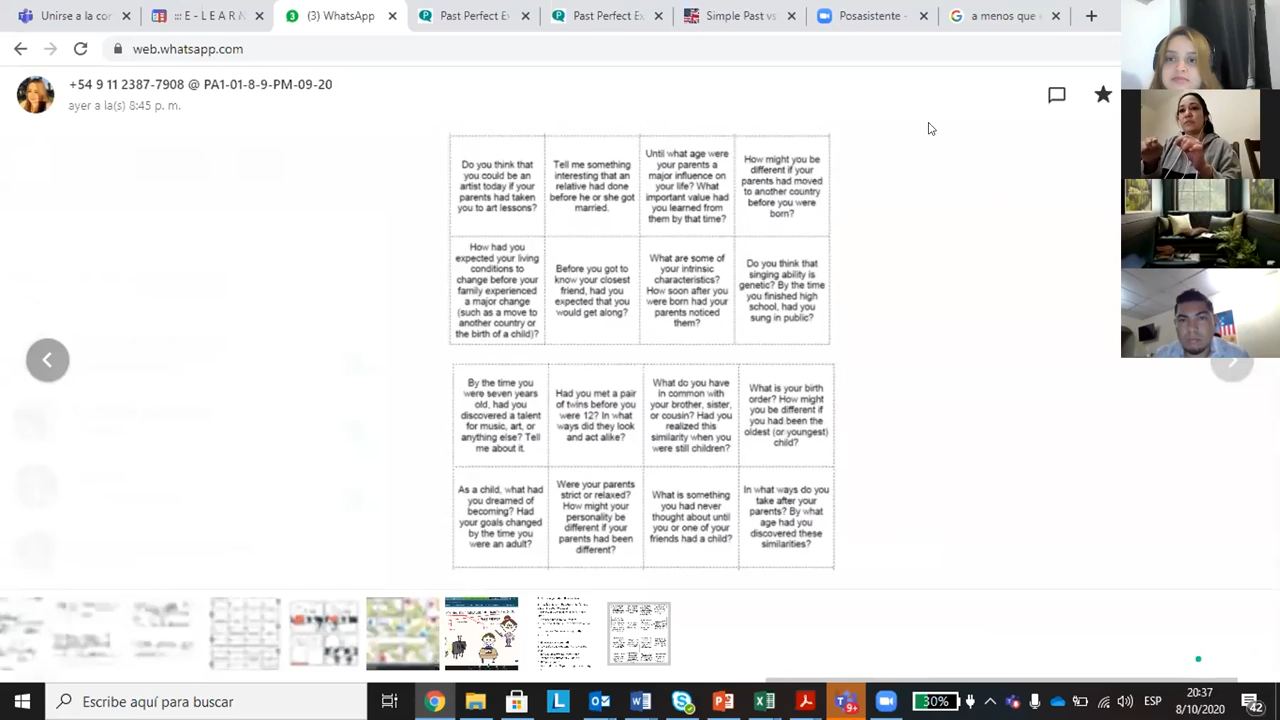 Unirse a la cor
::: E - L E A R N
(3) WhatsApp
Past Perfect Ex
Past Perfect Ex
Simple Past vs
Posasistente -
a menos que
web.whatsapp.com
+54 9 11 2387-7908 @ PA1-01-8-9-PM-09-20
ayer a la(s) 8:45 p. m.
Do you think that
you could be an
artist today if your
parents had taken
you to art lessons?
Tell me something
interesting that an
relative had done
before he or she got
married.
Until what age were
your parents a
major influence on
your life? What
important value had
you learned from
them by that time?
How might you be
different if your
parents had moved
to another country
before you were
born?
How had you
expected your living
conditions to
change before your
family experienced
a major change
(such as a move to
another country or
the birth of a child)?
Before you got to
know your closest
friend, had you
expected that you
would get along?
What are some of
your intrinsic
characteristics?
How soon after you
were born had your
parents noticed
them?
Do you think that
singing ability is
genetic? By the time
you finished high
school, had you
sung in public?
By the time you
were seven years
old, had you
discovered a talent
for music, art, or
anything else? Tell
me about it.
Had you met a pair
of twins before you
were 12? In what
ways did they look
and act alike?
What do you have
in common with
your brother, sister,
or cousin? Had you
realized this
similarity when you
were still children?
What is your birth
order? How might
you be different if
you had been the
oldest (or youngest)
child?
As a child, what had
you dreamed of
becoming? Had
your goals changed
by the time you
were an adult?
Were your parents
strict or relaxed?
How might your
personality be
different if your
parents had been
different?
What is something
you had never
thought about until
you or one of your
friends had a child?
In what ways do you
take after your
parents? By what
age had you
discovered these
similarities?
Escribe aquí para buscar
9+
30%
ESP
20:37
8/10/2020
42